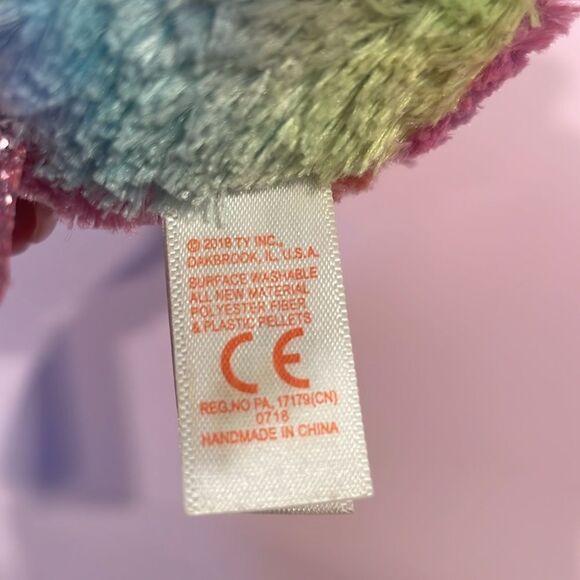 © 2018 TY INC.,
OAKBROOK, IL, U.S.A.
SURFACE WASHABLE
ALL NEW MATERIAL
POLYESTER FIBER
& PLASTIC PELLETS
CE
REG.NO PA. 17179(CN)
0718
HANDMADE IN CHINA